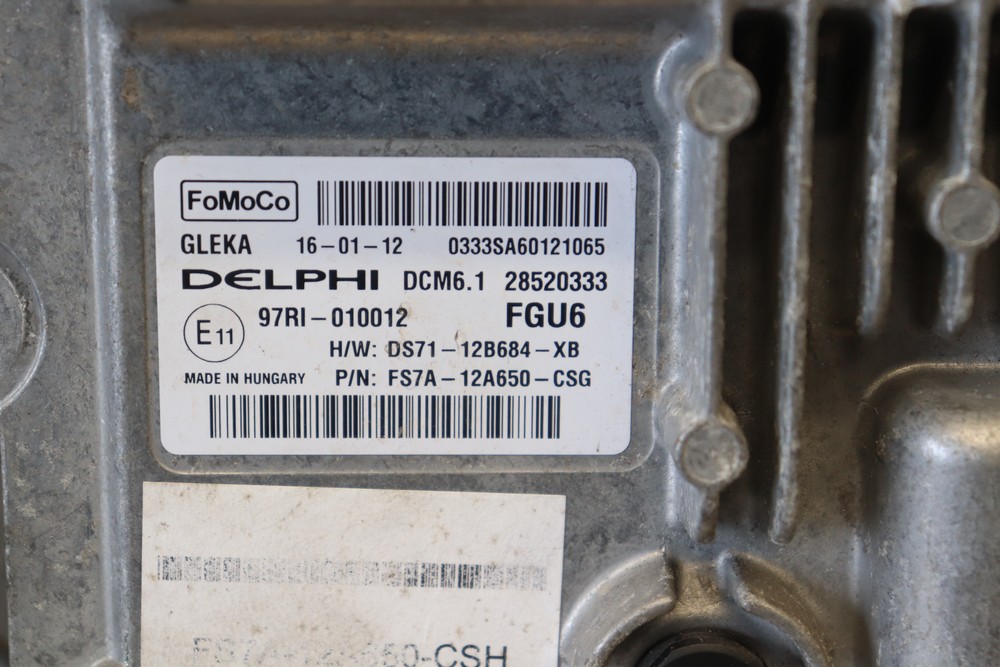 FoMoCo
GLEKA 16-01-12 0333SA60121065
DELPHI DCM6.1 28520333
E11 97RI-010012 FGU6
H/W: DS71-12B684-XB
MADE IN HUNGARY P/N: FS7A-12A650-CSG